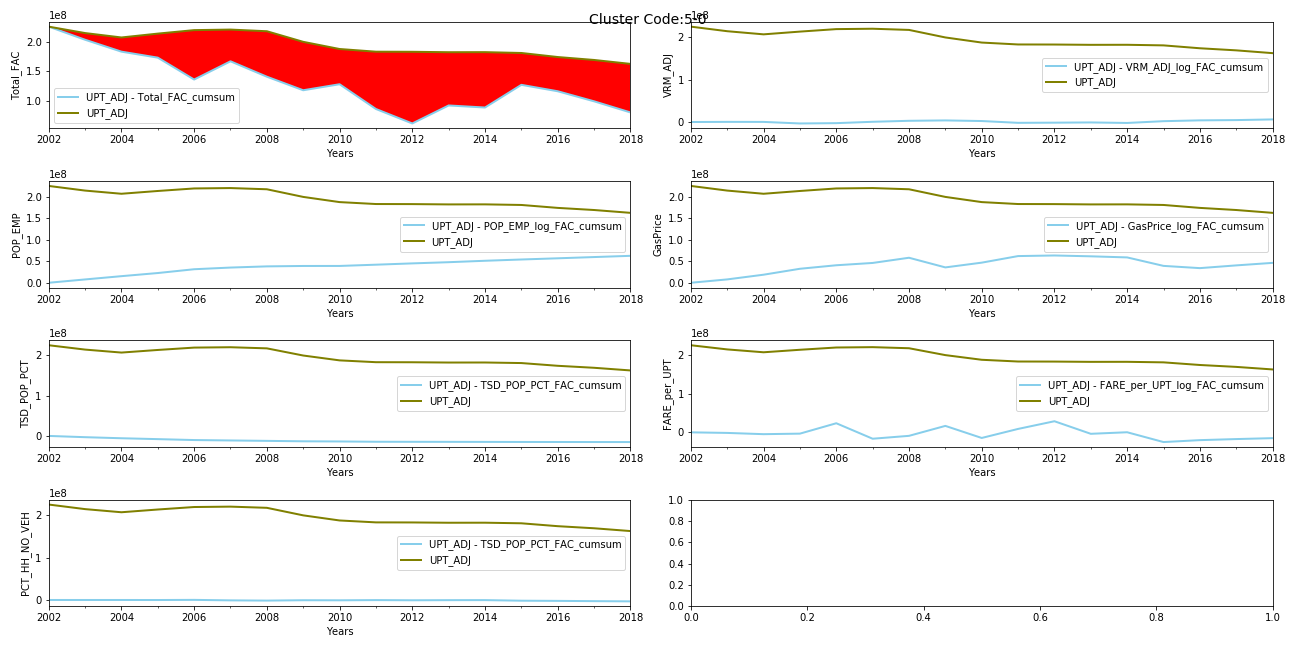 Cluster Code:5-0
1e8
Total_FAC
2.0
1.5
1.0
UPT_ADJ - Total_FAC_cumsum
UPT_ADJ
2002 2004 2006 2008 2010 2012 2014 2016 2018
Years
1e8
VRM_ADJ
2
1
0
UPT_ADJ - VRM_ADJ_log_FAC_cumsum
UPT_ADJ
2002 2004 2006 2008 2010 2012 2014 2016 2018
Years
1e8
POP_EMP
2.0
1.5
1.0
0.5
0.0
UPT_ADJ - POP_EMP_log_FAC_cumsum
UPT_ADJ
2002 2004 2006 2008 2010 2012 2014 2016 2018
Years
1e8
GasPrice
2.0
1.5
1.0
0.5
0.0
UPT_ADJ - GasPrice_log_FAC_cumsum
UPT_ADJ
2002 2004 2006 2008 2010 2012 2014 2016 2018
Years
1e8
TSD_POP_PCT
2
1
0
UPT_ADJ - TSD_POP_PCT_FAC_cumsum
UPT_ADJ
2002 2004 2006 2008 2010 2012 2014 2016 2018
Years
1e8
FARE_per_UPT
2
1
0
UPT_ADJ - FARE_per_UPT_log_FAC_cumsum
UPT_ADJ
2002 2004 2006 2008 2010 2012 2014 2016 2018
Years
1e8
PCT_HH_NO_VEH
2
1
0
UPT_ADJ - TSD_POP_PCT_FAC_cumsum
UPT_ADJ
2002 2004 2006 2008 2010 2012 2014 2016 2018
Years
1.0
0.8
0.6
0.4
0.2
0.0
0.0 0.2 0.4 0.6 0.8 1.0